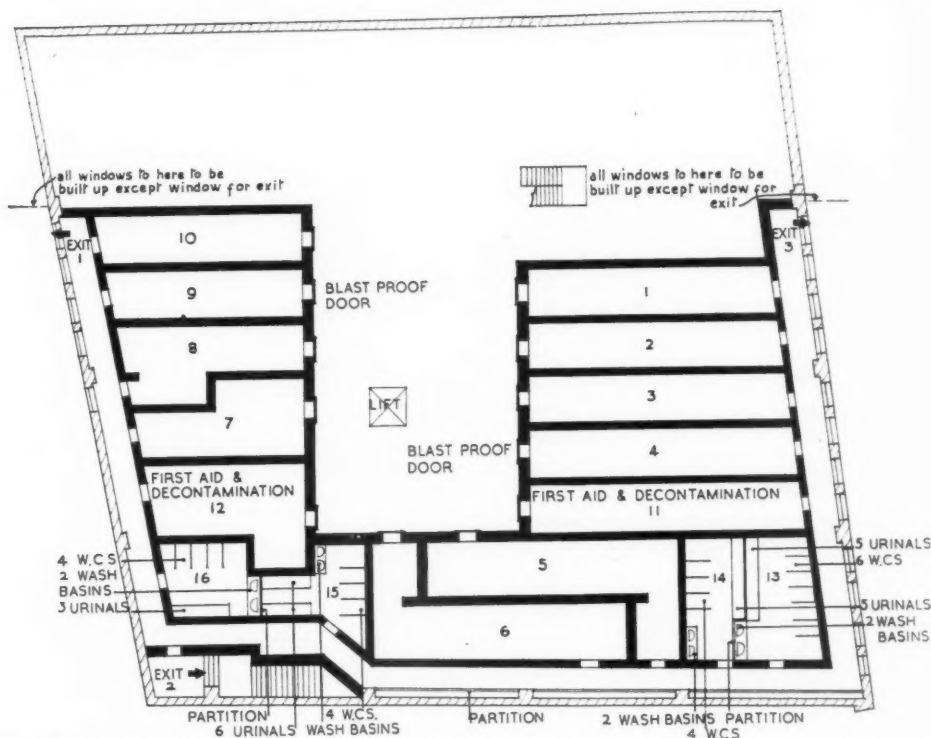 all windows to here to be
built up except window for exit
all windows to here to be
built up except window for
exit
EXIT
1
10
EXIT
3
9
BLAST PROOF
DOOR
1
8
2
LIFT
3
7
BLAST PROOF
DOOR
4
FIRST AID &
DECONTAMINATION
12
FIRST AID & DECONTAMINATION
11
4 W.C.S
2 WASH
BASINS
3 URINALS
16
15
5
6
14
13
5 URINALS
6 W.C.S
5 URINALS
2 WASH
BASINS
EXIT
2
PARTITION
6 URINALS
4 W.C.S.
WASH BASINS
PARTITION
2 WASH BASINS
PARTITION
4 W.C.S